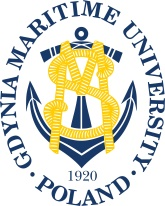 GDYNIA MARITIME UNIVERSITY
1920
· POLAND ·